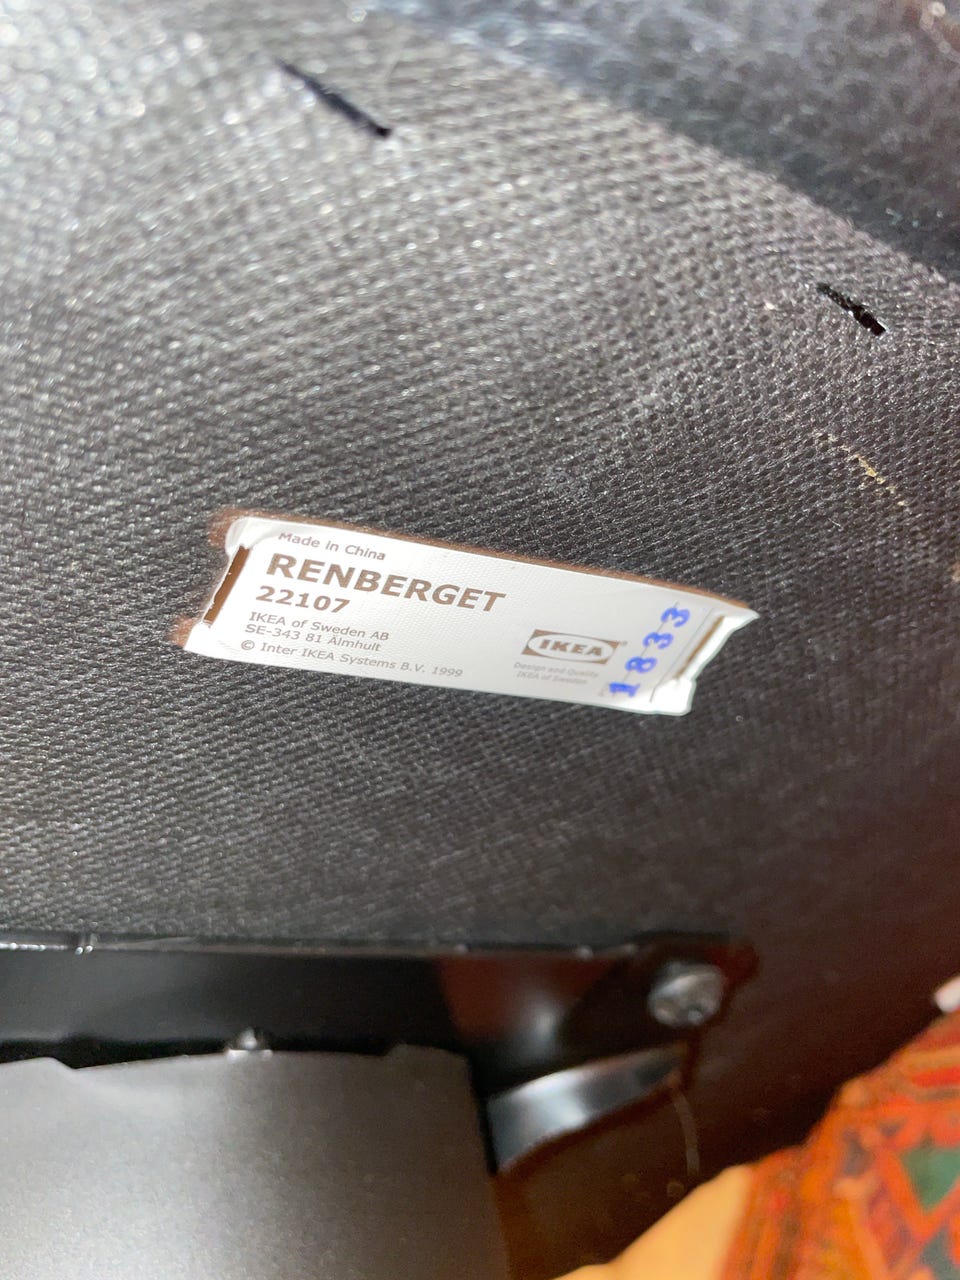 Made in China
RENBERGET
22107
IKEA of Sweden AB
SE-343 81 Älmhult
© Inter IKEA Systems B.V. 1999
IKEA®
Design and Quality
IKEA of Sweden
1833